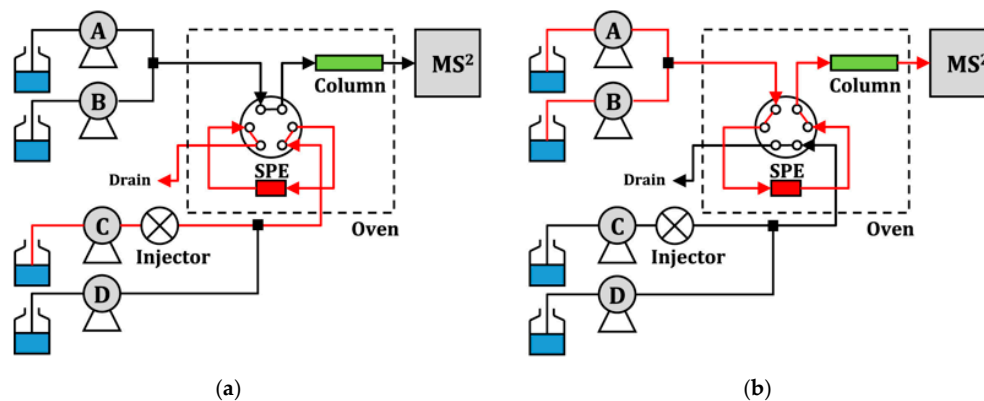 A
B
MS²
Column
SPE
Drain
C
Injector
Oven
D
(a)
A
B
MS²
Column
SPE
Drain
C
Injector
Oven
D
(b)